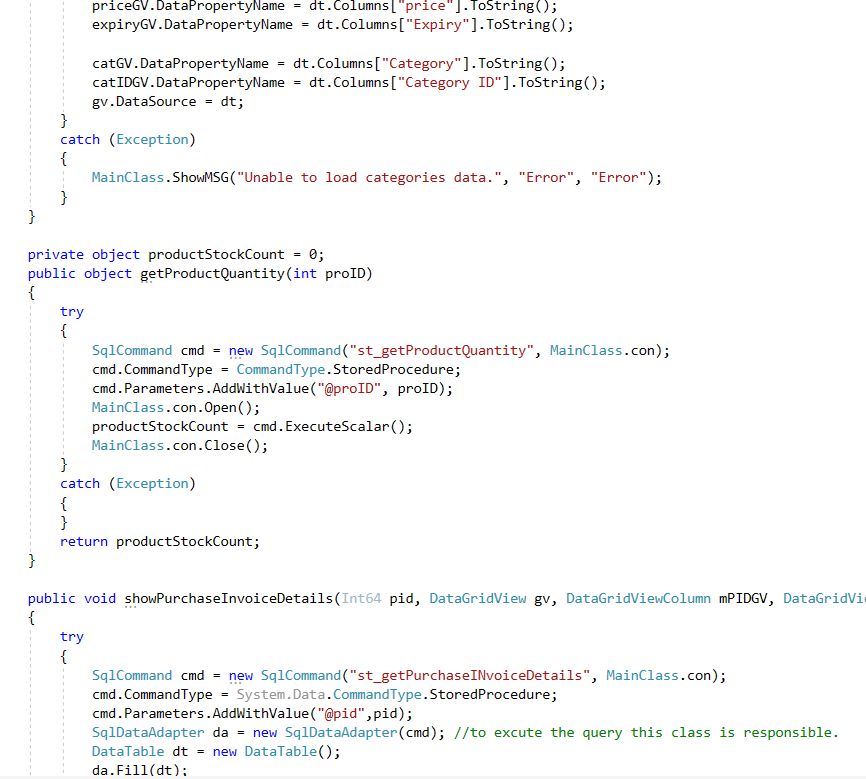 priceGV.DataPropertyName = dt.Columns["price"].ToString();
expiryGV.DataPropertyName = dt.Columns["Expiry"].ToString();
catGV.DataPropertyName = dt.Columns["Category"].ToString();
catIDGV.DataPropertyName = dt.Columns["Category ID"].ToString();
gv.DataSource = dt;
}
catch (Exception)
{
MainClass.ShowMSG("Unable to load categories data.", "Error", "Error");
}
}
private object productStockCount = 0;
public object getProductQuantity(int proID)
{
try
{
SqlCommand cmd = new SqlCommand("st_getProductQuantity", MainClass.con);
cmd.CommandType = CommandType.StoredProcedure;
cmd.Parameters.AddWithValue("@proID", proID);
MainClass.con.Open();
productStockCount = cmd.ExecuteScalar();
MainClass.con.Close();
}
catch (Exception)
{
}
return productStockCount;
}
public void showPurchaseInvoiceDetails(Int64 pid, DataGridView gv, DataGridViewColumn mPIDGV, DataGridVi
{
try
{
SqlCommand cmd = new SqlCommand("st_getPurchaseINvoiceDetails", MainClass.con);
cmd.CommandType = System.Data.CommandType.StoredProcedure;
cmd.Parameters.AddWithValue("@pid",pid);
SqlDataAdapter da = new SqlDataAdapter(cmd); //to excute the query this class is responsible.
DataTable dt = new DataTable();
da.Fill(dt);